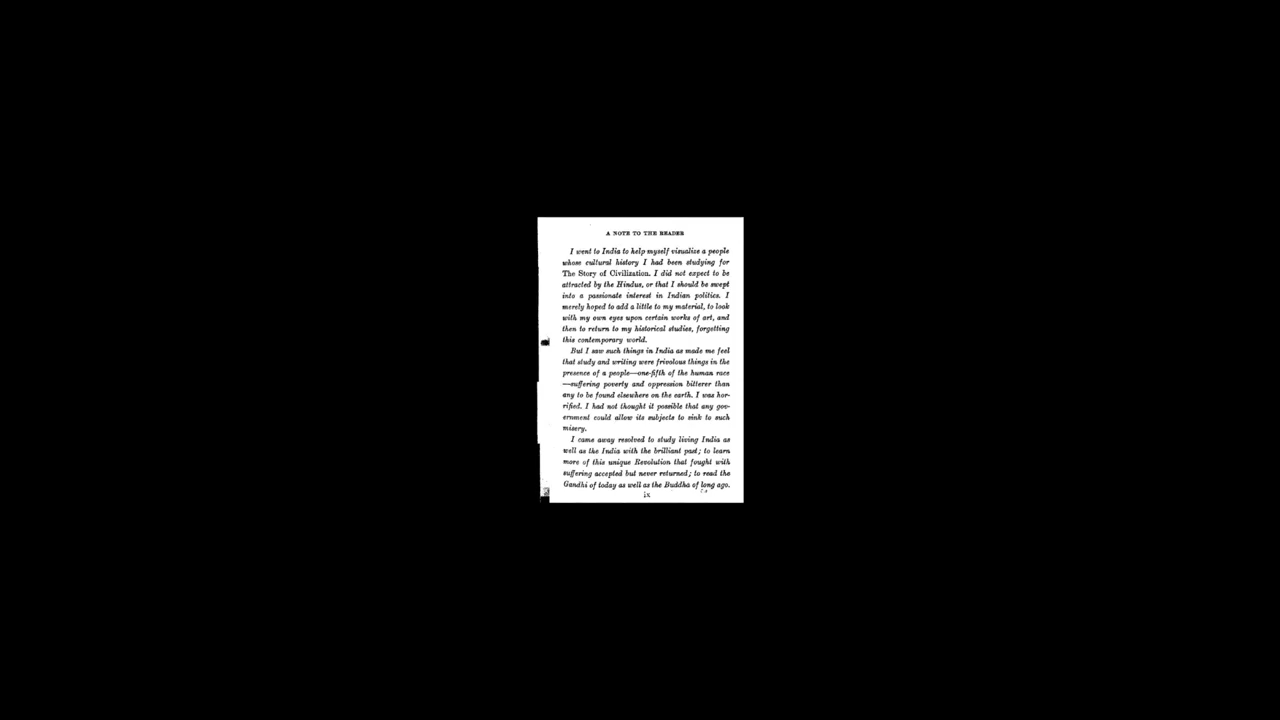 A NOTE TO THE READER
I went to India to help myself visualize a people
whose cultural history I had been studying for
The Story of Civilization. I did not expect to be
attracted by the Hindus, or that I should be swept
into a passionate interest in Indian politics. I
merely hoped to add a little to my material, to look
with my own eyes upon certain works of art, and
then to return to my historical studies, forgetting
this contemporary world.
But I saw such things in India as made me feel
that study and writing were frivolous things in the
presence of a people—one-fifth of the human race
—suffering poverty and oppression bitterer than
any to be found elsewhere on the earth. I was hor-
rified. I had not thought it possible that any gov-
ernment could allow its subjects to sink to such
misery.
I came away resolved to study living India as
well as the India with the brilliant past; to learn
more of this unique Revolution that fought with
suffering accepted but never returned; to read the
Gandhi of today as well as the Buddha of long ago.
ix